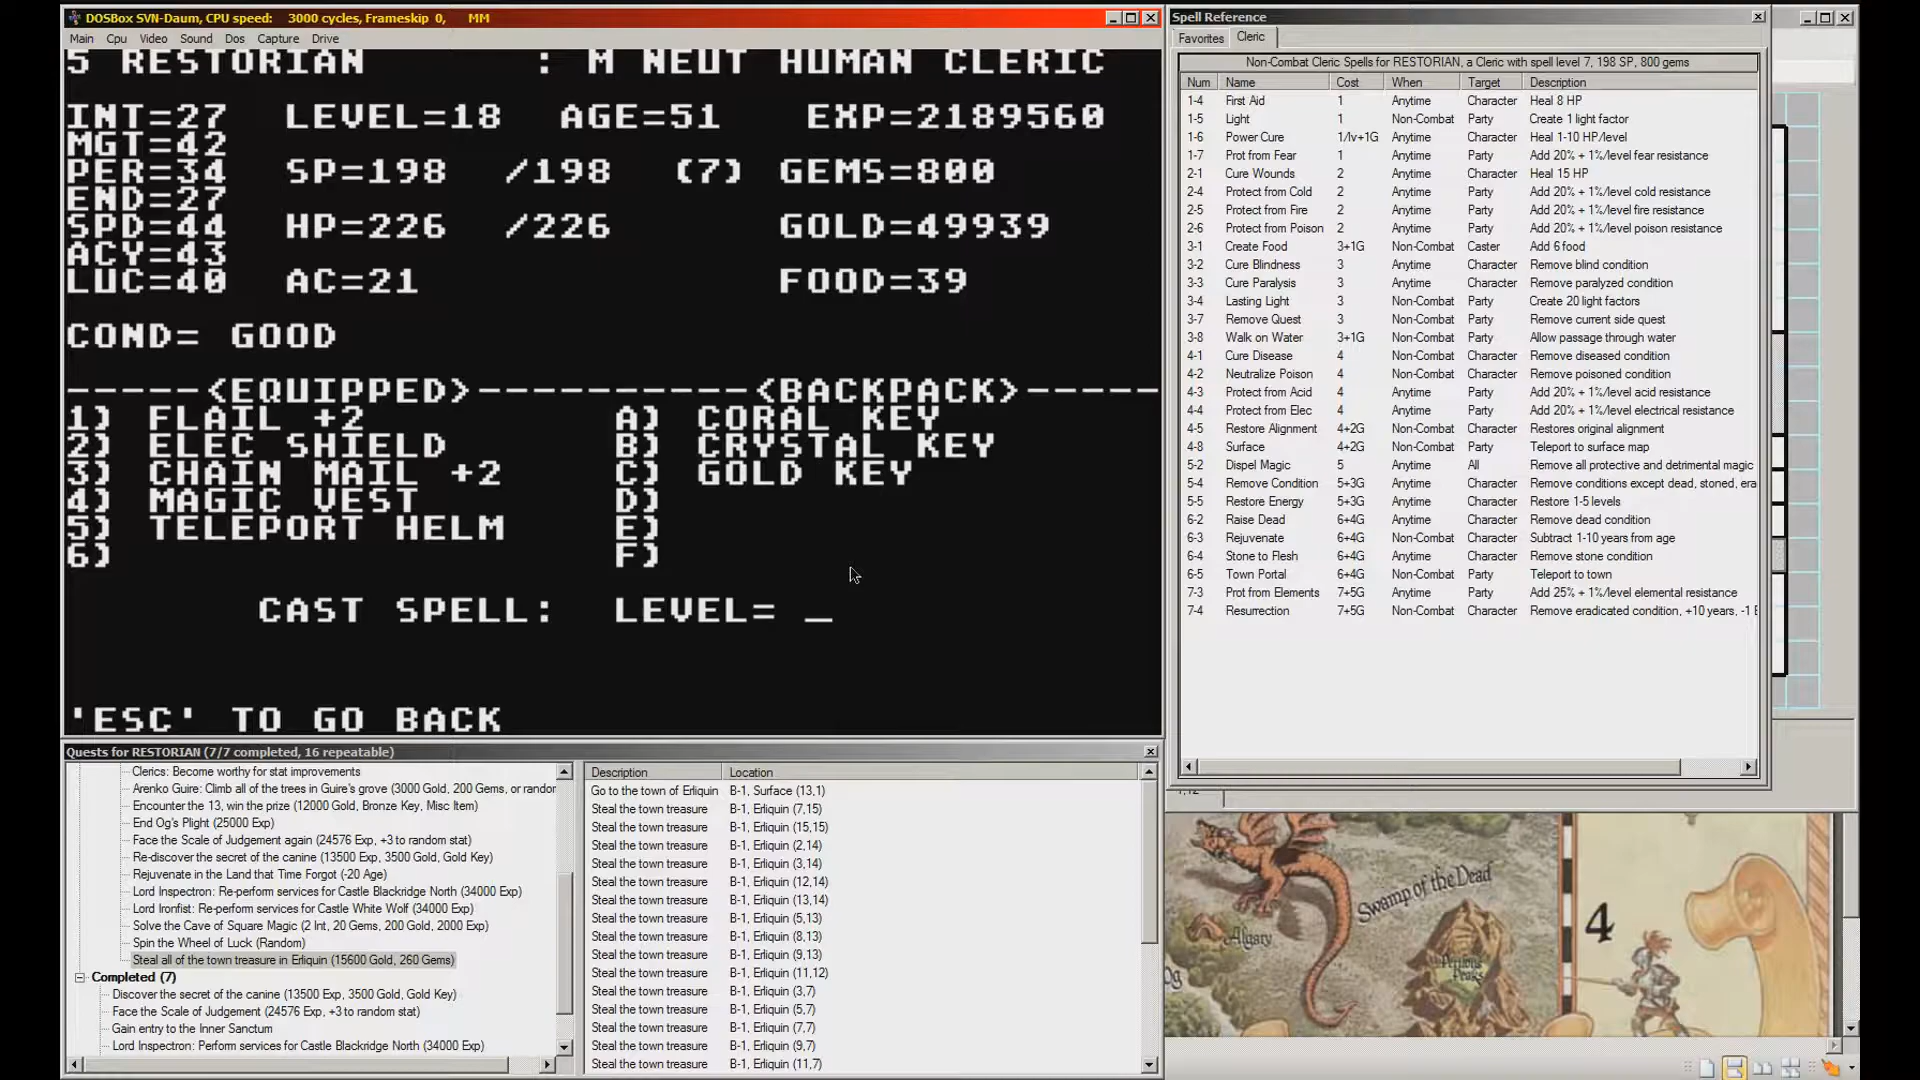 DOSBox SVN-Daum, CPU speed: 3000 cycles, Frameskip 0, MM
Main Cpu Video Sound Dos Capture Drive
5 RESTORIAN : M NEUT HUMAN CLERIC
INT=27 LEVEL=18 AGE=51 EXP=2189560
MGT=42
PER=34 SP=198 /198 (7) GEMS=800
END=27
SPD=44 HP=226 /226 GOLD=49939
ACY=43
LUC=40 AC=21 FOOD=39
COND= GOOD
-----<EQUIPPED>----------<BACKPACK>-----
1) FLAIL +2 A) CORAL KEY
2) ELEC SHIELD B) CRYSTAL KEY
3) CHAIN MAIL +2 C) GOLD KEY
4) MAGIC VEST D)
5) TELEPORT HELM E)
6) F)
CAST SPELL: LEVEL= _
'ESC' TO GO BACK
Spell Reference
Favorites Cleric
Non-Combat Cleric Spells for RESTORIAN, a Cleric with spell level 7, 198 SP, 800 gems
Num Name Cost When Target Description
1-4 First Aid 1 Anytime Character Heal 8 HP
1-5 Light 1 Non-Combat Party Create 1 light factor
1-6 Power Cure 1/lv+1G Anytime Character Heal 1-10 HP/level
1-7 Prot from Fear 1 Anytime Party Add 20% + 1%/level fear resistance
2-1 Cure Wounds 2 Anytime Character Heal 15 HP
2-4 Protect from Cold 2 Anytime Party Add 20% + 1%/level cold resistance
2-5 Protect from Fire 2 Anytime Party Add 20% + 1%/level fire resistance
2-6 Protect from Poison 2 Anytime Party Add 20% + 1%/level poison resistance
3-1 Create Food 3+1G Non-Combat Caster Add 6 food
3-2 Cure Blindness 3 Anytime Character Remove blind condition
3-3 Cure Paralysis 3 Anytime Character Remove paralyzed condition
3-4 Lasting Light 3 Non-Combat Party Create 20 light factors
3-7 Remove Quest 3 Non-Combat Party Remove current side quest
3-8 Walk on Water 3+1G Non-Combat Party Allow passage through water
4-1 Cure Disease 4 Non-Combat Character Remove diseased condition
4-2 Neutralize Poison 4 Non-Combat Character Remove poisoned condition
4-3 Protect from Acid 4 Anytime Party Add 20% + 1%/level acid resistance
4-4 Protect from Elec 4 Anytime Party Add 20% + 1%/level electrical resistance
4-5 Restore Alignment 4+2G Non-Combat Character Restores original alignment
4-8 Surface 4+2G Non-Combat Party Teleport to surface map
5-2 Dispel Magic 5 Anytime All Remove all protective and detrimental magic
5-4 Remove Condition 5+3G Anytime Character Remove conditions except dead, stoned, era
5-5 Restore Energy 5+3G Anytime Character Restore 1-5 levels
6-2 Raise Dead 6+4G Anytime Character Remove dead condition
6-3 Rejuvenate 6+4G Non-Combat Character Subtract 1-10 years from age
6-4 Stone to Flesh 6+4G Anytime Character Remove stone condition
6-5 Town Portal 6+4G Non-Combat Party Teleport to town
7-3 Prot from Elements 7+5G Anytime Party Add 25% + 1%/level elemental resistance
7-4 Resurrection 7+5G Non-Combat Character Remove eradicated condition, +10 years, -1 E
Quests for RESTORIAN (7/7 completed, 16 repeatable)
Clerics: Become worthy for stat improvements
Arenko Guire: Climb all of the trees in Guire's grove (3000 Gold, 200 Gems, or randor
Encounter the 13, win the prize (12000 Gold, Bronze Key, Misc Item)
End Og's Plight (25000 Exp)
Face the Scale of Judgement again (24576 Exp, +3 to random stat)
Re-discover the secret of the canine (13500 Exp, 3500 Gold, Gold Key)
Rejuvenate in the Land that Time Forgot (-20 Age)
Lord Inspectron: Re-perform services for Castle Blackridge North (34000 Exp)
Lord Ironfist: Re-perform services for Castle White Wolf (34000 Exp)
Solve the Cave of Square Magic (2 Int, 20 Gems, 200 Gold, 2000 Exp)
Spin the Wheel of Luck (Random)
Steal all of the town treasure in Erliquin (15600 Gold, 260 Gems)
Completed (7)
Discover the secret of the canine (13500 Exp, 3500 Gold, Gold Key)
Face the Scale of Judgement (24576 Exp, +3 to random stat)
Gain entry to the Inner Sanctum
Lord Inspectron: Perform services for Castle Blackridge North (34000 Exp)
Description Location
Go to the town of Erliquin B-1, Surface (13,1)
Steal the town treasure B-1, Erliquin (7,15)
Steal the town treasure B-1, Erliquin (15,15)
Steal the town treasure B-1, Erliquin (2,14)
Steal the town treasure B-1, Erliquin (3,14)
Steal the town treasure B-1, Erliquin (12,14)
Steal the town treasure B-1, Erliquin (13,14)
Steal the town treasure B-1, Erliquin (5,13)
Steal the town treasure B-1, Erliquin (8,13)
Steal the town treasure B-1, Erliquin (9,13)
Steal the town treasure B-1, Erliquin (11,12)
Steal the town treasure B-1, Erliquin (3,7)
Steal the town treasure B-1, Erliquin (5,7)
Steal the town treasure B-1, Erliquin (7,7)
Steal the town treasure B-1, Erliquin (9,7)
Steal the town treasure B-1, Erliquin (11,7)
Swamp of the Dead
Algary
Perilous Peaks
og
4